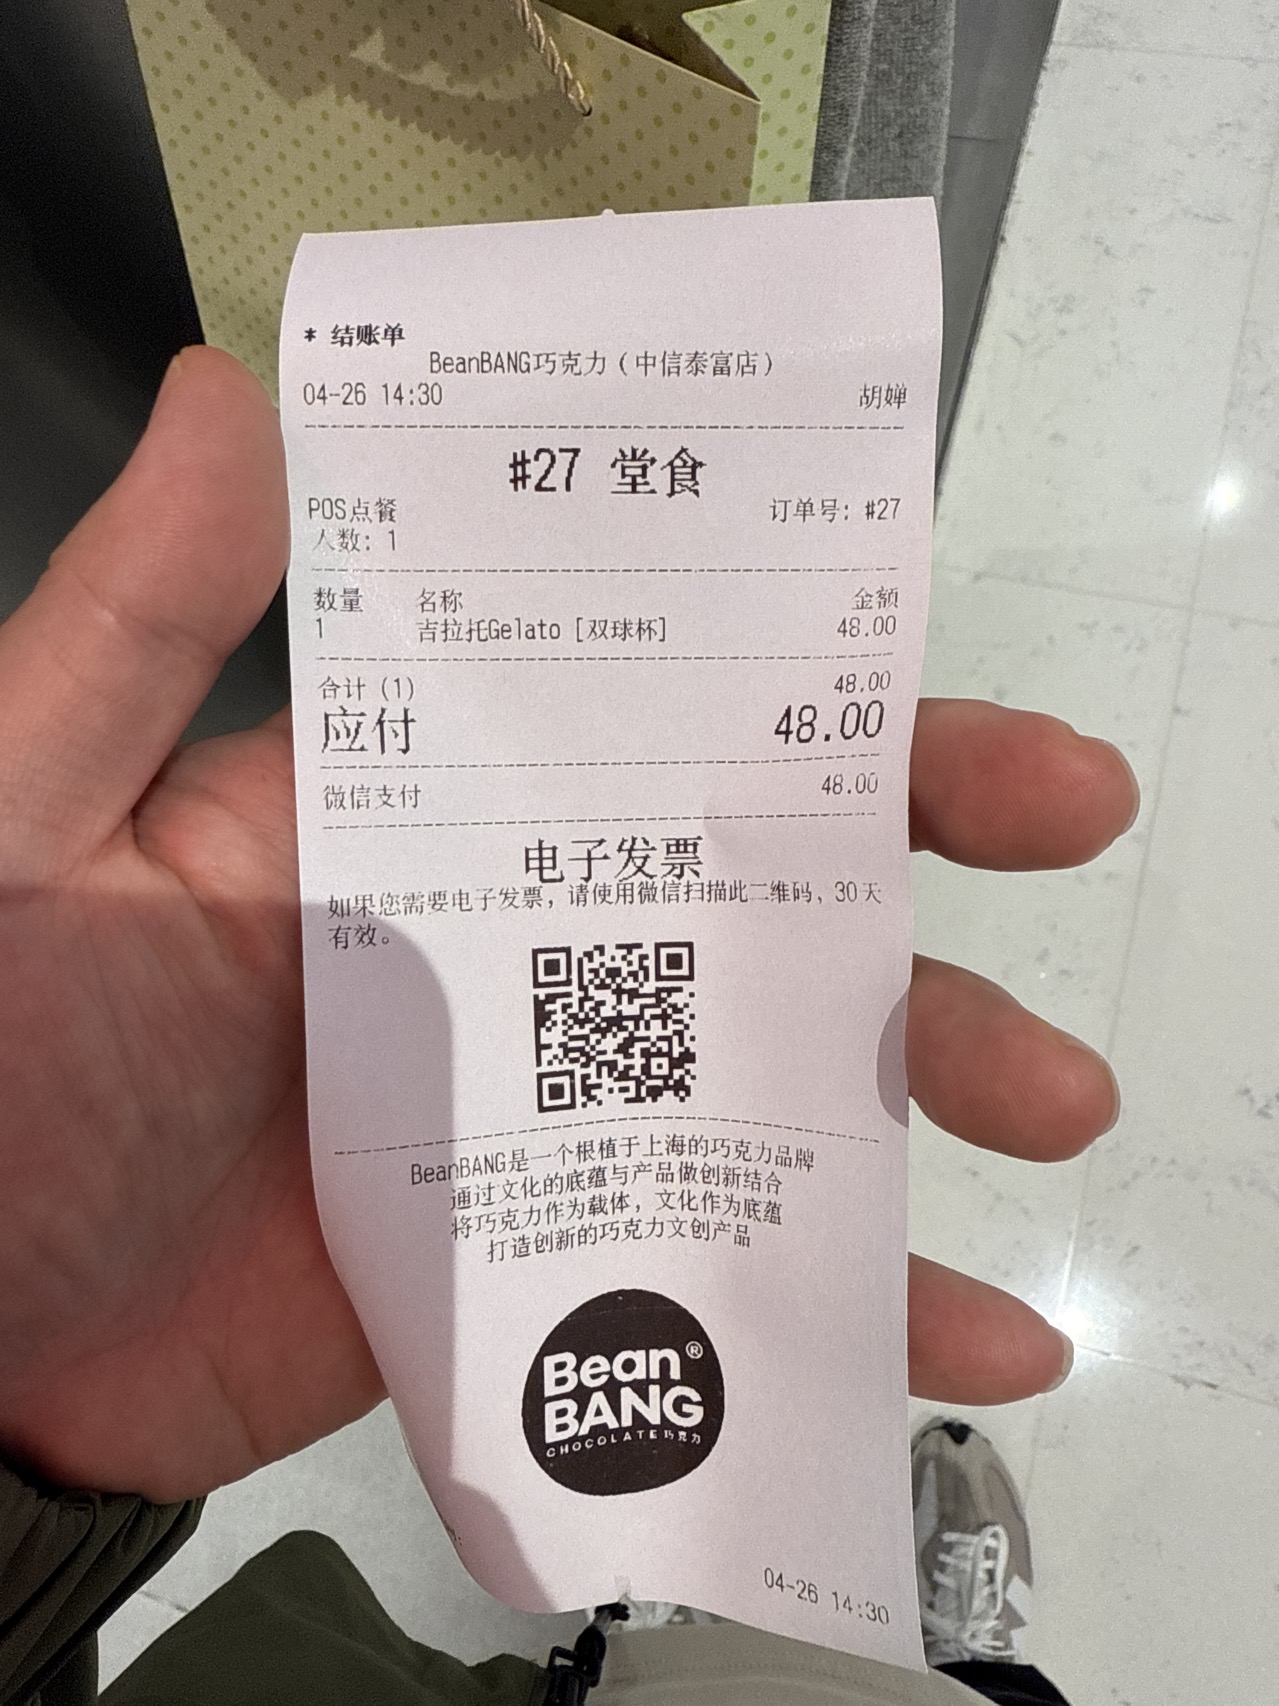 * 结账单
BeanBANG巧克力（中信泰富店）
04-26 14:30 胡婵
#27 堂食
POS点餐 订单号: #27
人数: 1
数量 名称 金额
1 吉拉托Gelato [双球杯] 48.00
合计 (1) 48.00
应付 48.00
微信支付 48.00
电子发票
如果您需要电子发票，请使用微信扫描此二维码，30天
有效。
BeanBANG是一个根植于上海的巧克力品牌
通过文化的底蕴与产品做创新结合
将巧克力作为载体，文化作为底蕴
打造创新的巧克力文创产品
Bean®
BANG
CHOCOLATE巧克力
04-26 14:30